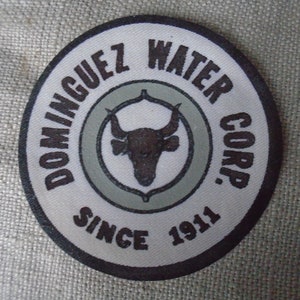 DOMINGUEZ WATER CORP.
SINCE 1911